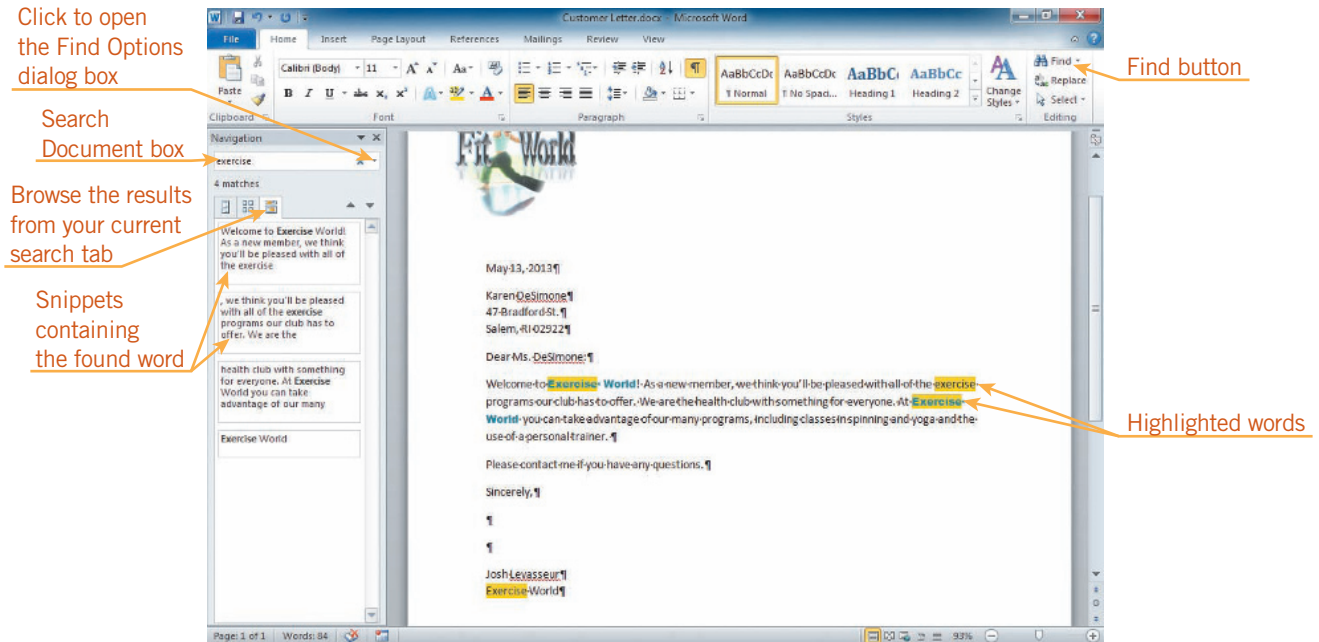 Click to open
the Find Options
dialog box
Search
Document box
Browse the results
from your current
search tab
Snippets
containing
the found word
Find button
Highlighted words
Customer Letter.docx - Microsoft Word
File Home Insert Page Layout References Mailings Review View
Paste
Calibri (Body) 11
AaBbCcDc AaBbCcDc AaBbC AaBbCc
¶ Normal ¶ No Spaci... Heading 1 Heading 2
Change
Styles
Find
Replace
Select
Clipboard Font Paragraph Styles Editing
Navigation
exercise
4 matches
Welcome to Exercise World!
As a new member, we think
you'll be pleased with all of
the exercise
, we think you'll be pleased
with all of the exercise
programs our club has to
offer. We are the
health club with something
for everyone. At Exercise
World you can take
advantage of our many
Exercise World
Fit World
May·13,·2013¶
Karen·DeSimone¶
47·Bradford·St.¶
Salem,·RI·02922¶
Dear·Ms.·DeSimone:¶
Welcome·to·Exercise·World!·As·a·new·member,·we·think·you'll·be·pleased·with·all·of·the·exercise·
programs·our·club·has·to·offer.·We·are·the·health·club·with·something·for·everyone.·At·Exercise·
World·you·can·take·advantage·of·our·many·programs,·including·classes·in·spinning·and·yoga·and·the·
use·of·a·personal·trainer.·¶
Please·contact·me·if·you·have·any·questions.¶
Sincerely,¶
¶
¶
Josh·Levasseur¶
Exercise·World¶
Page: 1 of 1 Words: 84 93%